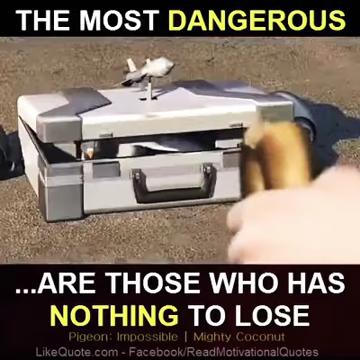 THE MOST DANGEROUS
...ARE THOSE WHO HAS
NOTHING TO LOSE
Pigeon: Impossible | Mighty Coconut
LikeQuote.com - Facebook/ReadMotivationalQuotes